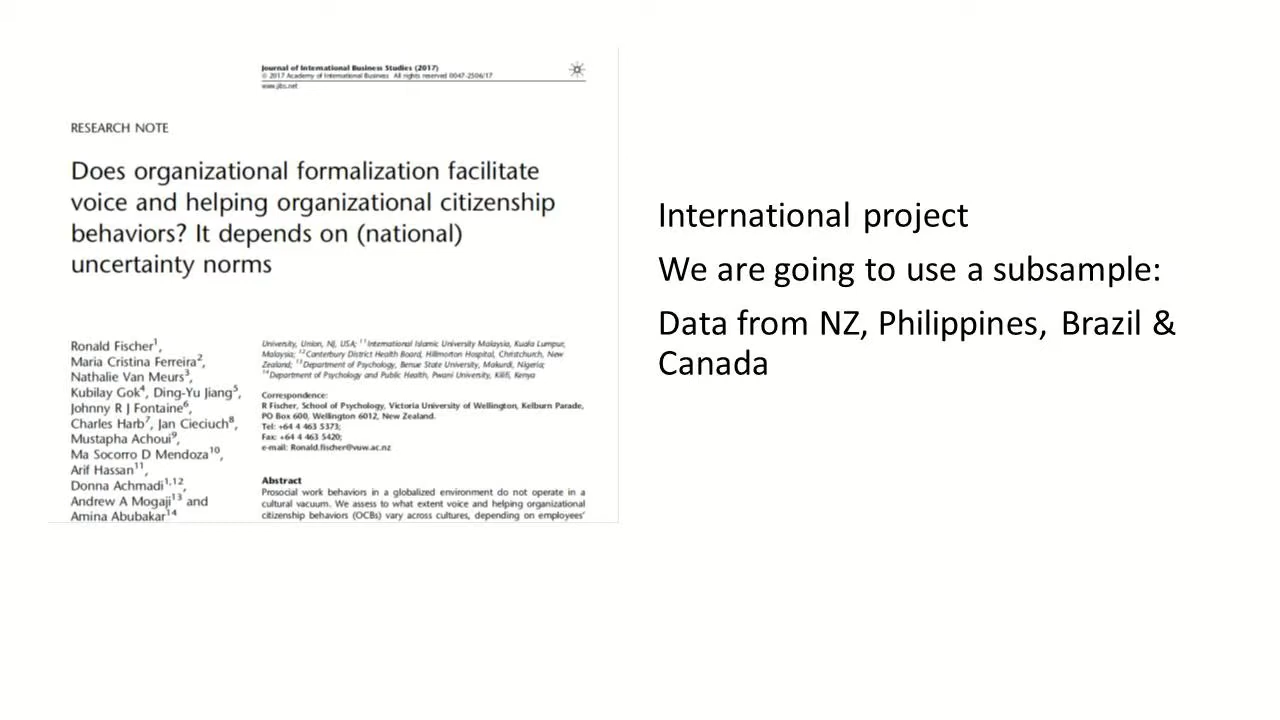 Journal of International Business Studies (2017)
© 2017 Academy of International Business All rights reserved 0047-2506/17
www.jibs.net
RESEARCH NOTE
Does organizational formalization facilitate
voice and helping organizational citizenship
behaviors? It depends on (national)
uncertainty norms
Ronald Fischer1,
Maria Cristina Ferreira2,
Nathalie Van Meurs3,
Kubilay Gok4, Ding-Yu Jiang5,
Johnny R J Fontaine6,
Charles Harb7, Jan Cieciuch8,
Mustapha Achoui9,
Ma Socorro D Mendoza10,
Arif Hassan11,
Donna Achmadi1,12,
Andrew A Mogaji13 and
Amina Abubakar14
University, Union, NJ, USA; 11International Islamic University Malaysia, Kuala Lumpur,
Malaysia; 12Canterbury District Health Board, Hillmorton Hospital, Christchurch, New
Zealand; 13Department of Psychology, Benue State University, Makurdi, Nigeria;
14Department of Psychology and Public Health, Pwani University, Kilifi, Kenya
Correspondence:
R Fischer, School of Psychology, Victoria University of Wellington, Kelburn Parade,
PO Box 600, Wellington 6012, New Zealand.
Tel: +64 4 463 5373;
Fax: +64 4 463 5420;
e-mail: Ronald.fischer@vuw.ac.nz
Abstract
Prosocial work behaviors in a globalized environment do not operate in a
cultural vacuum. We assess to what extent voice and helping organizational
citizenship behaviors (OCBs) vary across cultures, depending on employees'
International project
We are going to use a subsample:
Data from NZ, Philippines, Brazil &
Canada